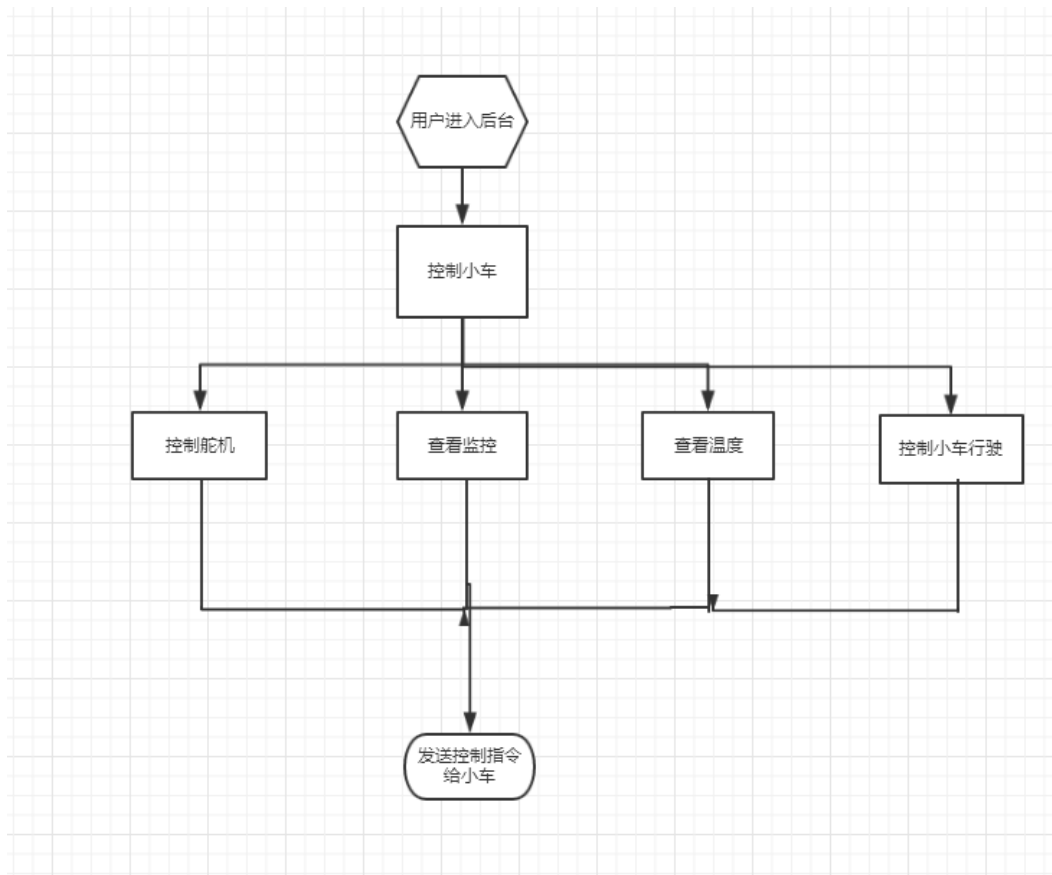 用户进入后台
控制小车
控制舵机
查看监控
查看温度
控制小车行驶
发送控制指令
给小车